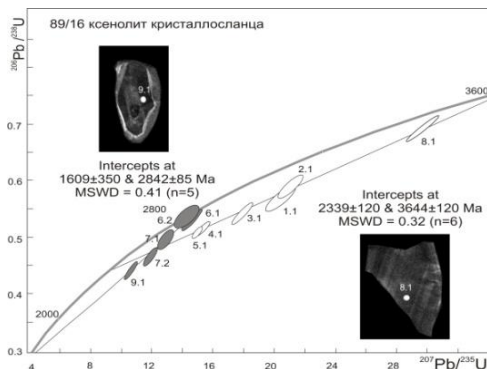 89/16 ксенолит кристаллосланца
²⁰⁶Pb/²³⁸U
3600
0.7
9.1
8.1
Intercepts at
1609±350 & 2842±85 Ma
MSWD = 0.41 (n=5)
2.1
0.6
1.1
2800
6.2
6.1
3.1
Intercepts at
2339±120 & 3644±120 Ma
MSWD = 0.32 (n=6)
7.1
4.1
0.5
5.1
7.2
9.1
8.1
0.4
2000
0.3
4 8 12 16 20 24 28 ²⁰⁷Pb/²³⁵U 36